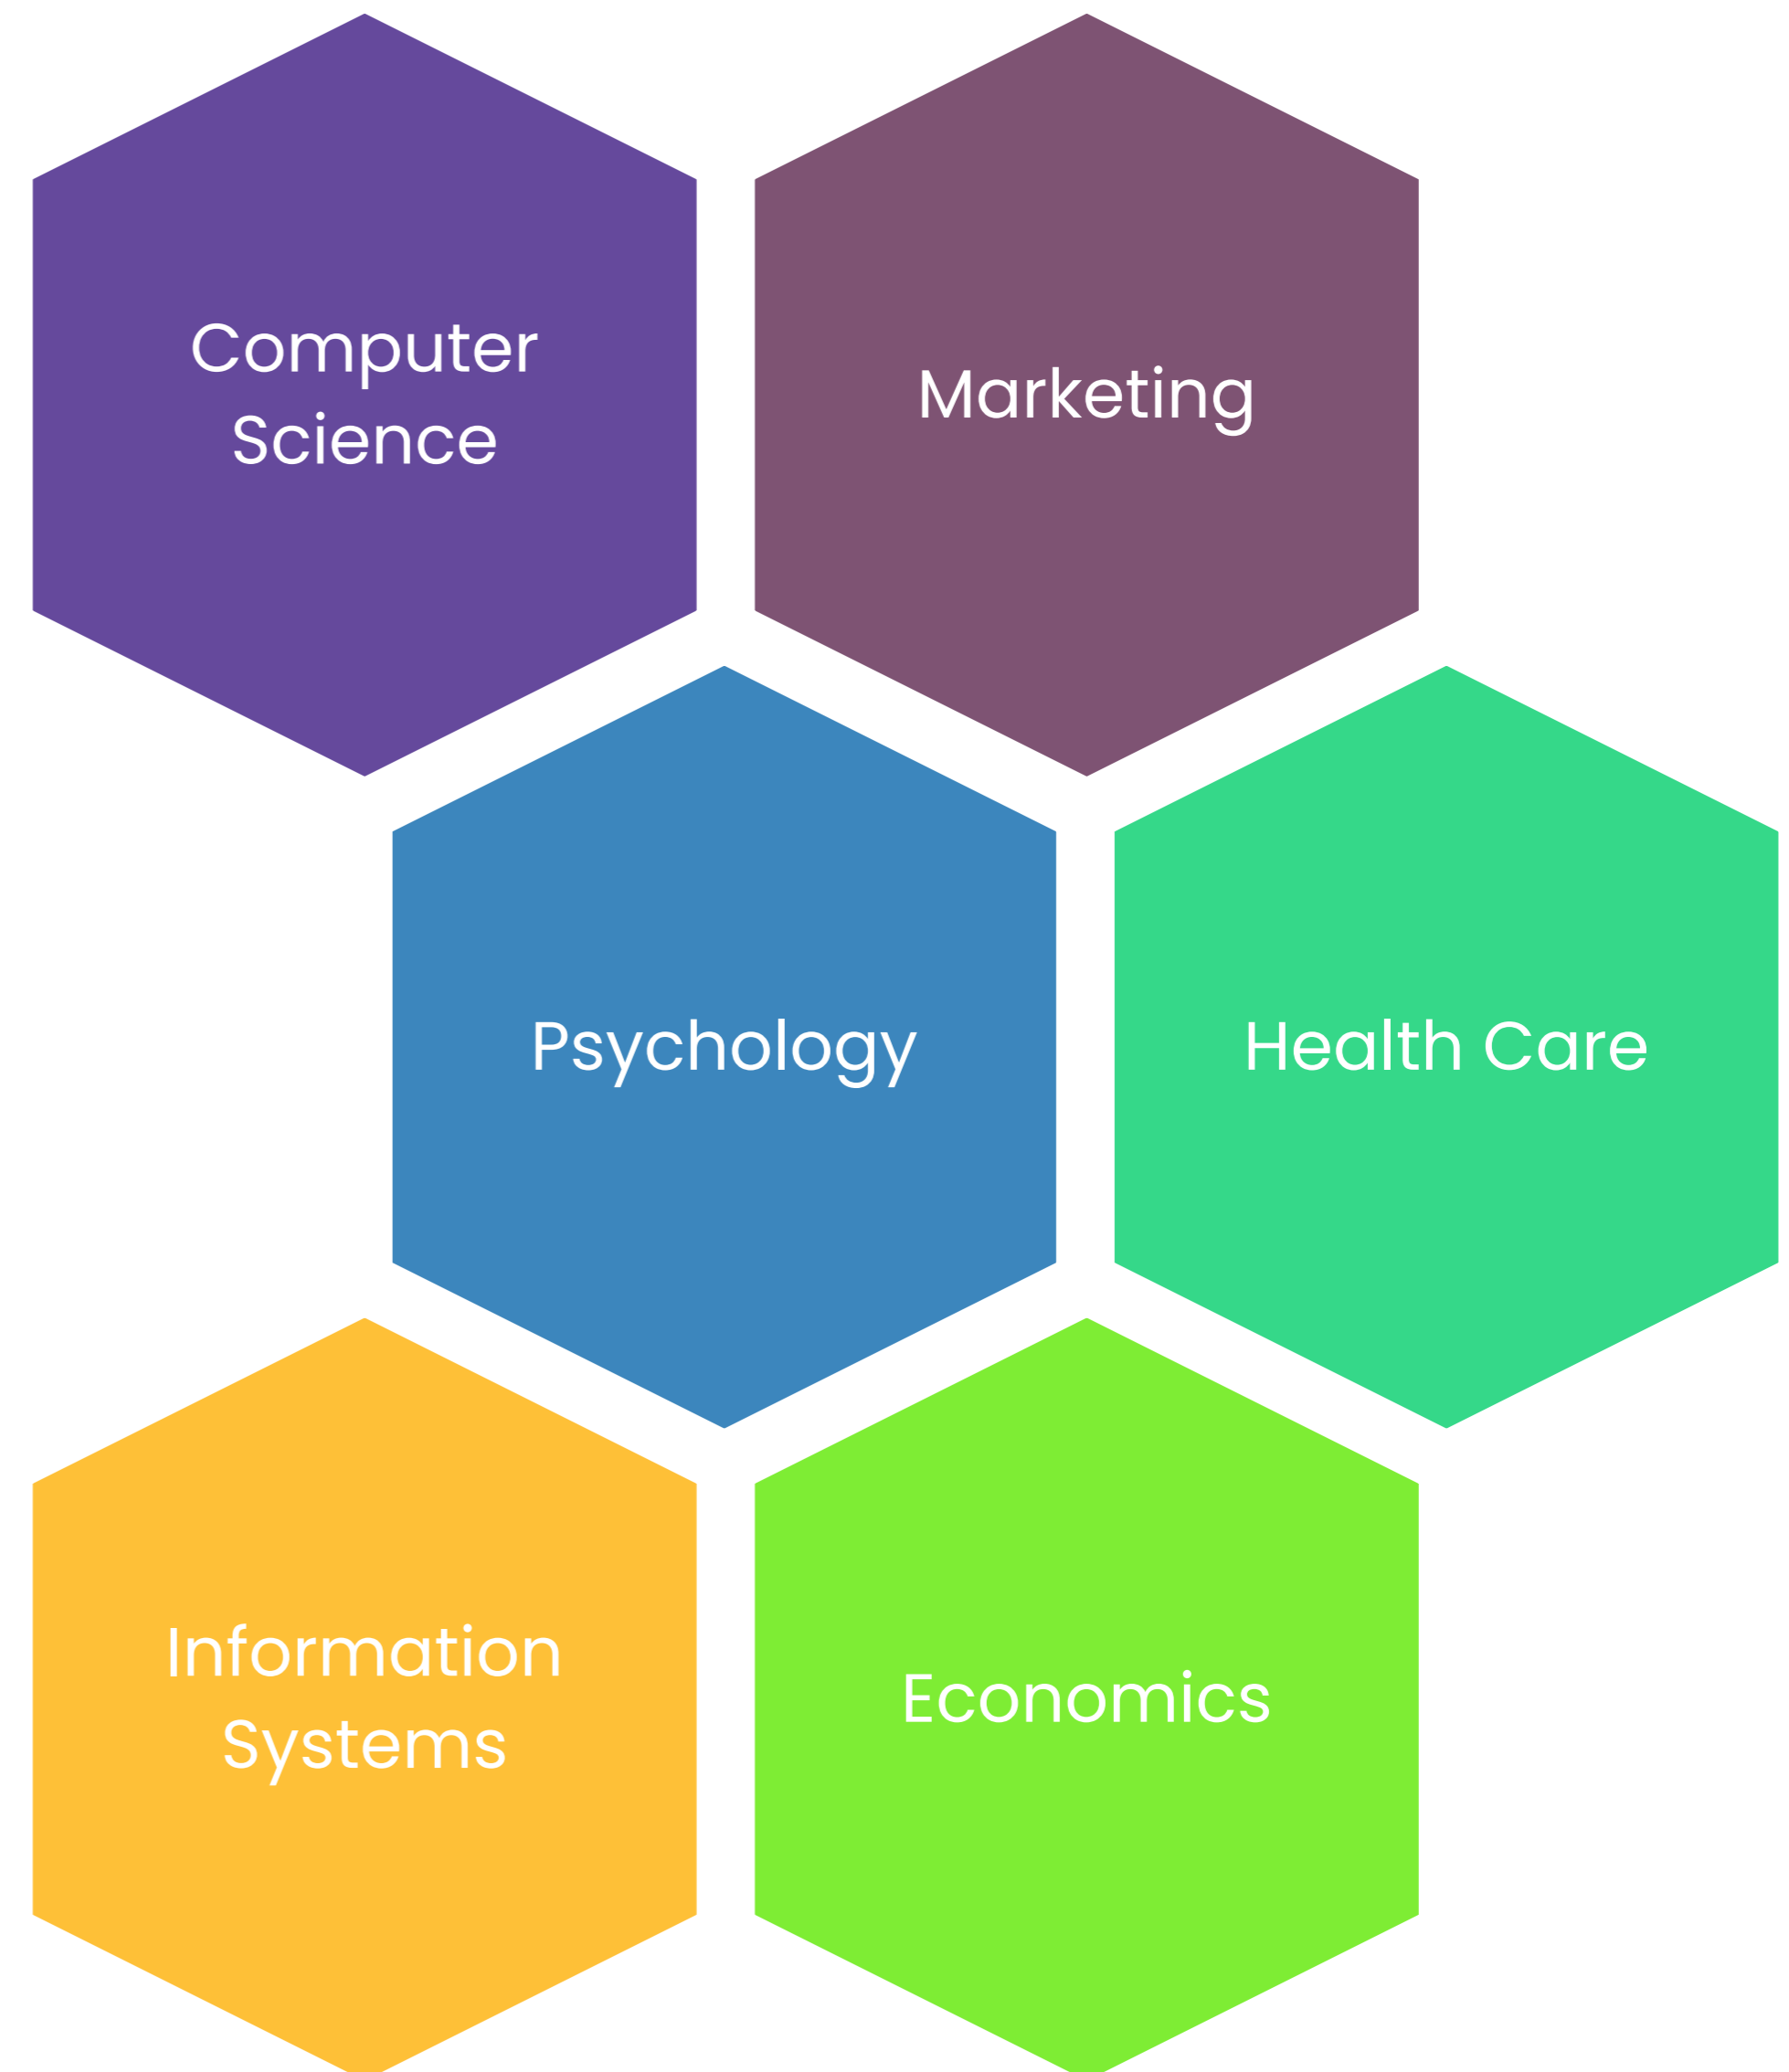 Computer
Science
Marketing
Psychology
Health Care
Information
Systems
Economics